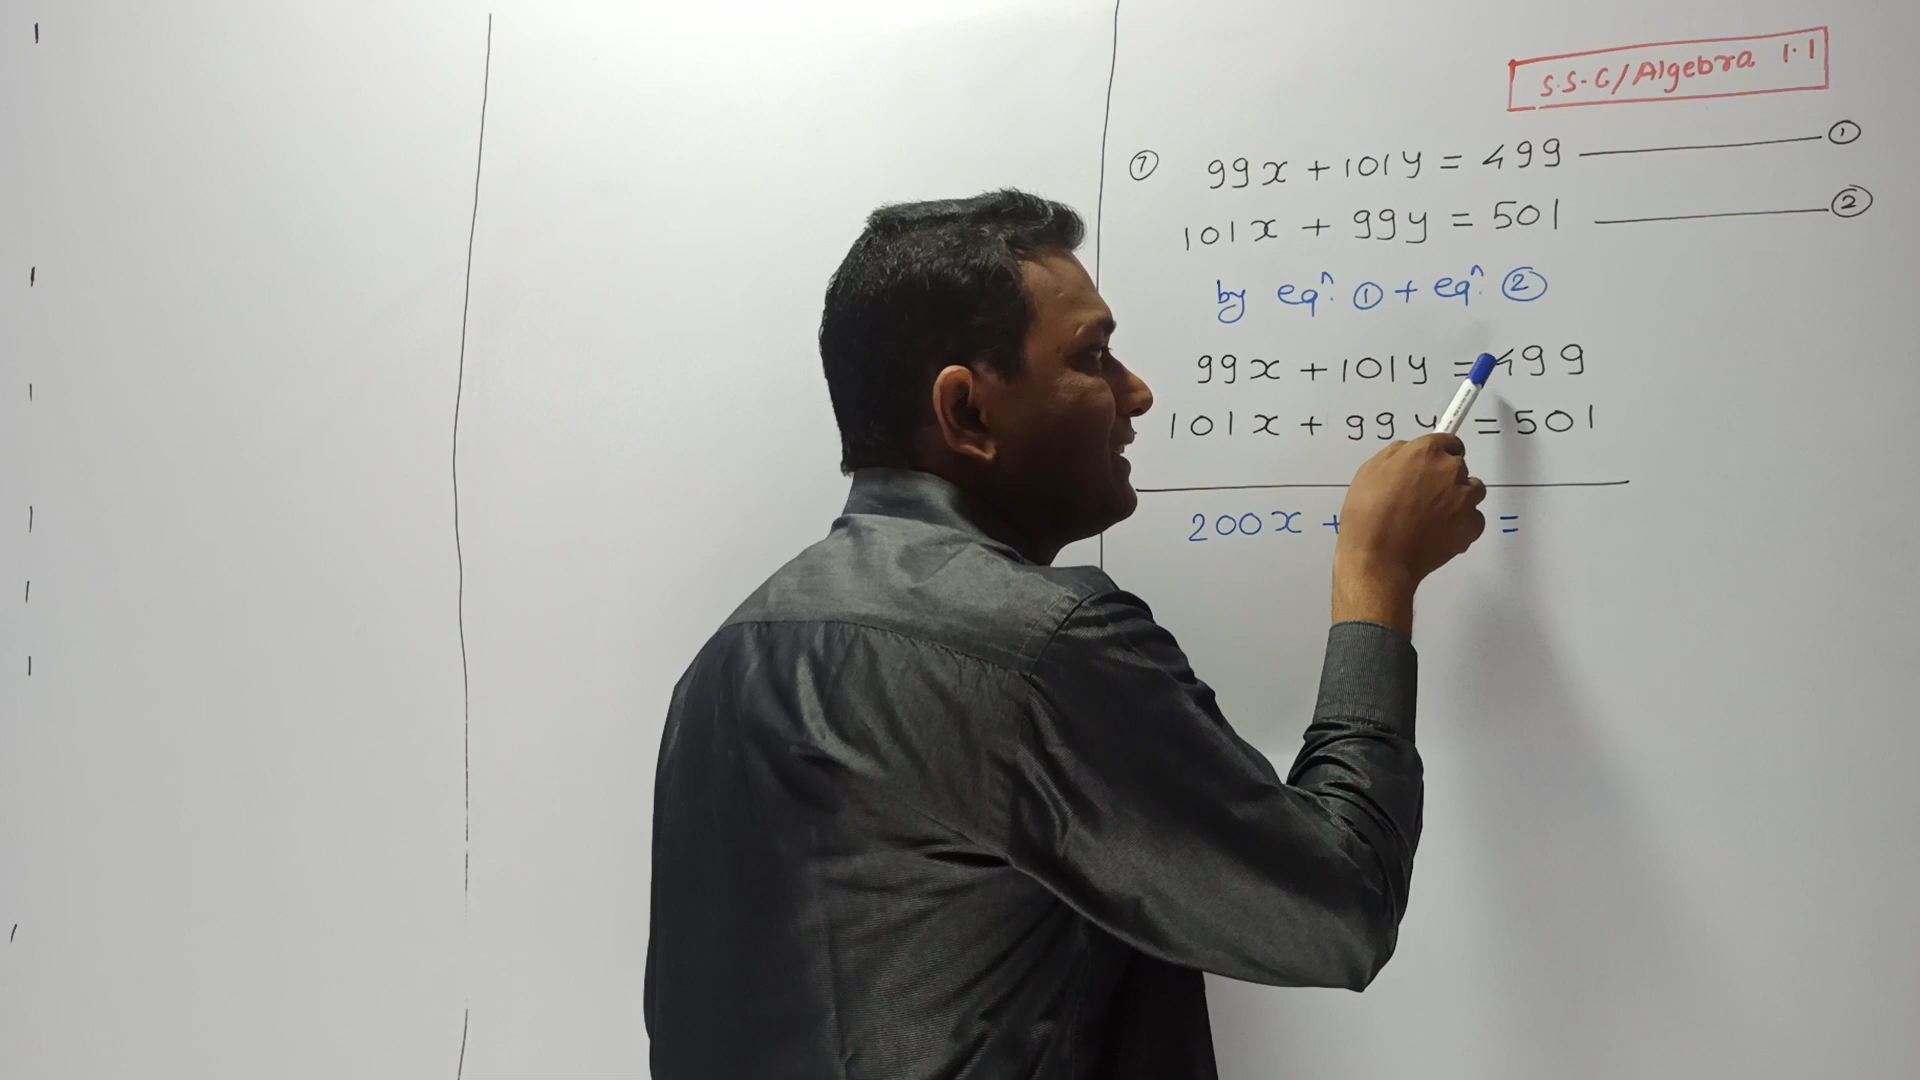 S.S.C/Algebra 1.1
⑦ 99x + 101y = 499 ——— ①
101x + 99y = 501 ——— ②
by eqⁿ. ① + eqⁿ. ②
99x + 101y = 499
101x + 99y = 501
200x + =